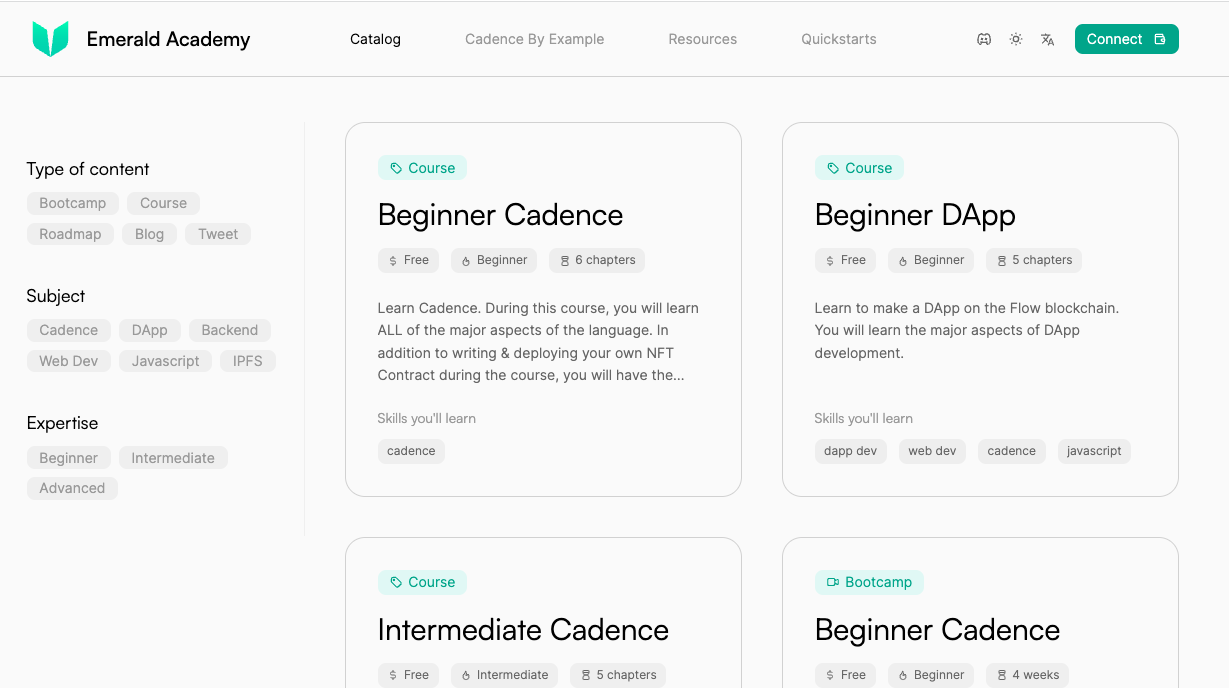 Emerald Academy
Catalog
Cadence By Example
Resources
Quickstarts
Connect
Type of content
Bootcamp Course
Roadmap Blog Tweet
Subject
Cadence DApp Backend
Web Dev Javascript IPFS
Expertise
Beginner Intermediate
Advanced
Course
Beginner Cadence
$ Free Beginner 6 chapters
Learn Cadence. During this course, you will learn
ALL of the major aspects of the language. In
addition to writing & deploying your own NFT
Contract during the course, you will have the...
Skills you'll learn
cadence
Course
Beginner DApp
$ Free Beginner 5 chapters
Learn to make a DApp on the Flow blockchain.
You will learn the major aspects of DApp
development.
Skills you'll learn
dapp dev web dev cadence javascript
Course
Intermediate Cadence
$ Free Intermediate 5 chapters
Bootcamp
Beginner Cadence
$ Free Beginner 4 weeks